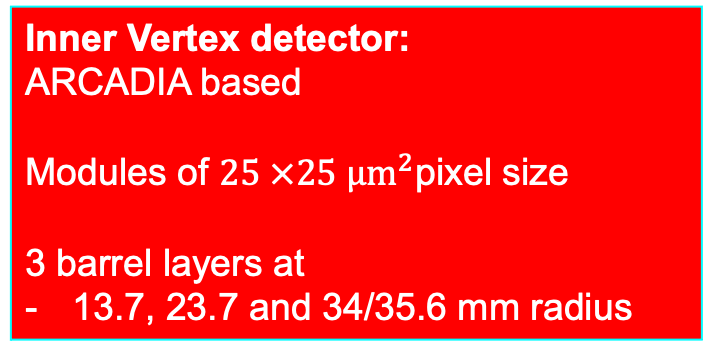 Inner Vertex detector:
ARCADIA based
Modules of 25 ×25 μm²pixel size
3 barrel layers at
- 13.7, 23.7 and 34/35.6 mm radius